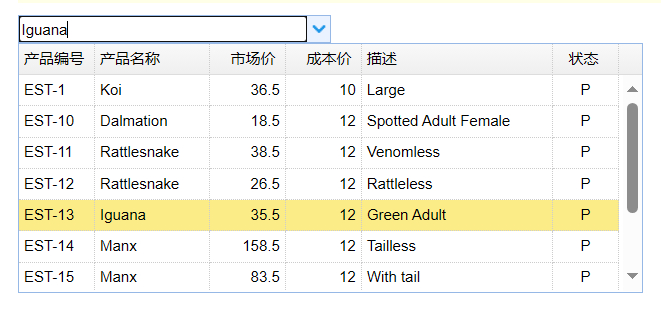 Iguana
产品编号 产品名称 市场价 成本价 描述 状态
EST-1 Koi 36.5 10 Large P
EST-10 Dalmation 18.5 12 Spotted Adult Female P
EST-11 Rattlesnake 38.5 12 Venomless P
EST-12 Rattlesnake 26.5 12 Rattleless P
EST-13 Iguana 35.5 12 Green Adult P
EST-14 Manx 158.5 12 Tailless P
EST-15 Manx 83.5 12 With tail P